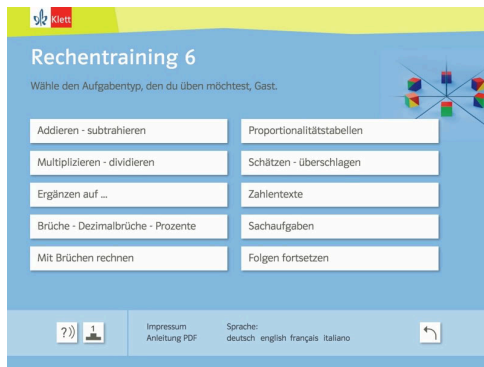 Klett
Rechentraining 6
Wähle den Aufgabentyp, den du üben möchtest, Gast.
Addieren - subtrahieren
Proportionalitätstabellen
Multiplizieren - dividieren
Schätzen - überschlagen
Ergänzen auf ...
Zahlentexte
Brüche - Dezimalbrüche - Prozente
Sachaufgaben
Mit Brüchen rechnen
Folgen fortsetzen
?))
1
Impressum
Anleitung PDF
Sprache:
deutsch english français italiano